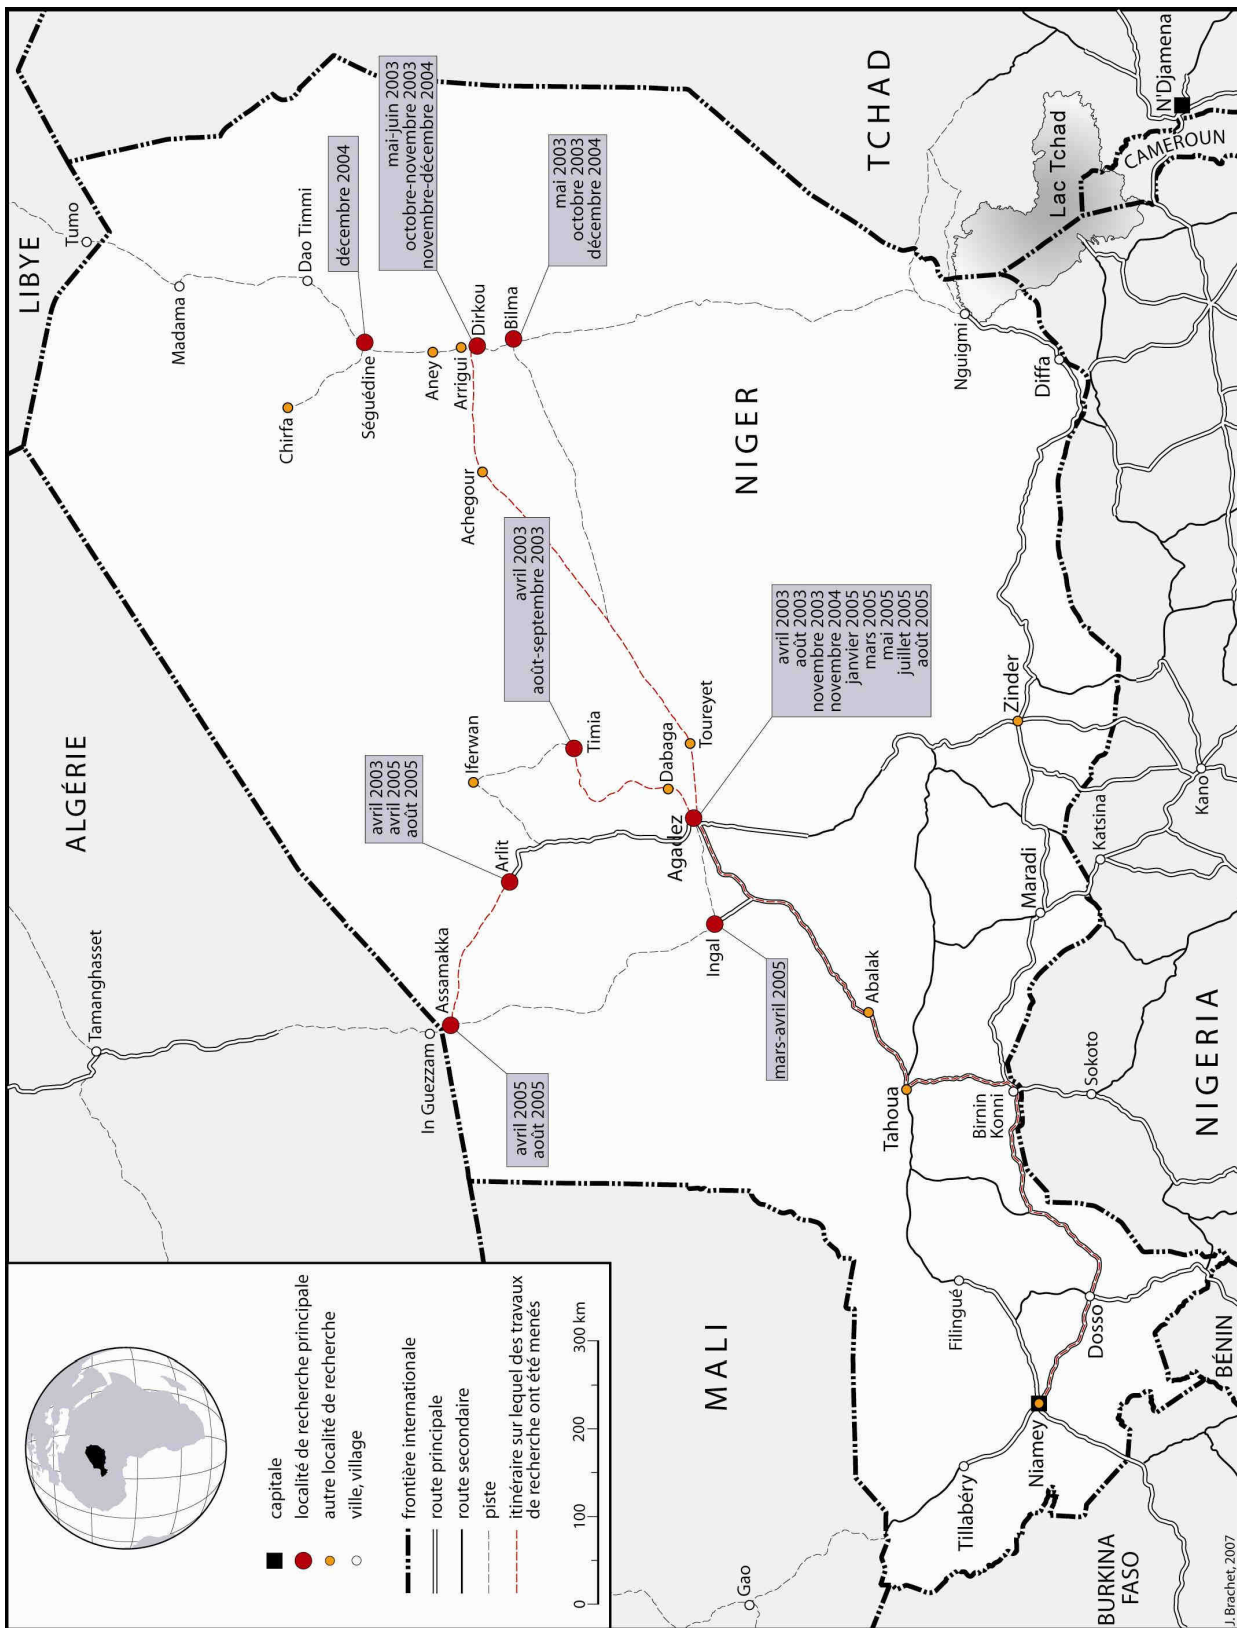 capitale
localité de recherche principale
autre localité de recherche
ville, village
frontière internationale
route principale
route secondaire
piste
itinéraire sur lequel des travaux
de recherche ont été menés
0
100
200
300 km
ALGÉRIE
LIBYE
TCHAD
NIGER
MALI
BURKINA
FASO
BÉNIN
NIGERIA
CAMEROUN
Lac Tchad
Tamanghasset
In Guezzam
Assamakka
avril 2005
août 2005
Arlit
avril 2003
avril 2005
août 2005
Iferwan
Timia
avril 2003
août-septembre 2003
Tumo
Madama
Dao Timmi
Chirfa
Séguédine
décembre 2004
Aney
Arrigui
Dirkou
mai-juin 2003
octobre-novembre 2003
novembre-décembre 2004
Bilma
mai 2003
octobre 2003
décembre 2004
Achegour
Toureyet
Dabaga
Agadez
avril 2003
août 2003
novembre 2003
novembre 2004
janvier 2005
mars 2005
mai 2005
juillet 2005
août 2005
Ingal
mars-avril 2005
Abalak
Tahoua
Birnin
Konni
Sokoto
Maradi
Katsina
Kano
Zinder
Diffa
Nguigmi
N'Djamena
Filingué
Dosso
Niamey
Tillabéry
Gao
J. Brachet, 2007